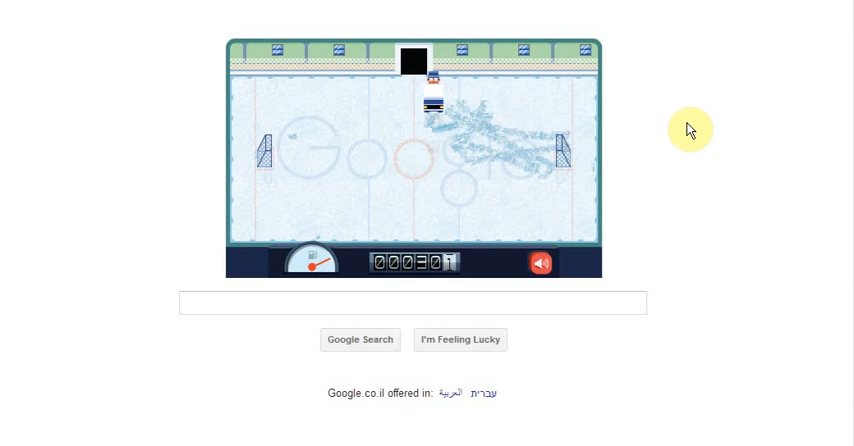 Google
000301
Google Search I'm Feeling Lucky
Google.co.il offered in: العربية עברית